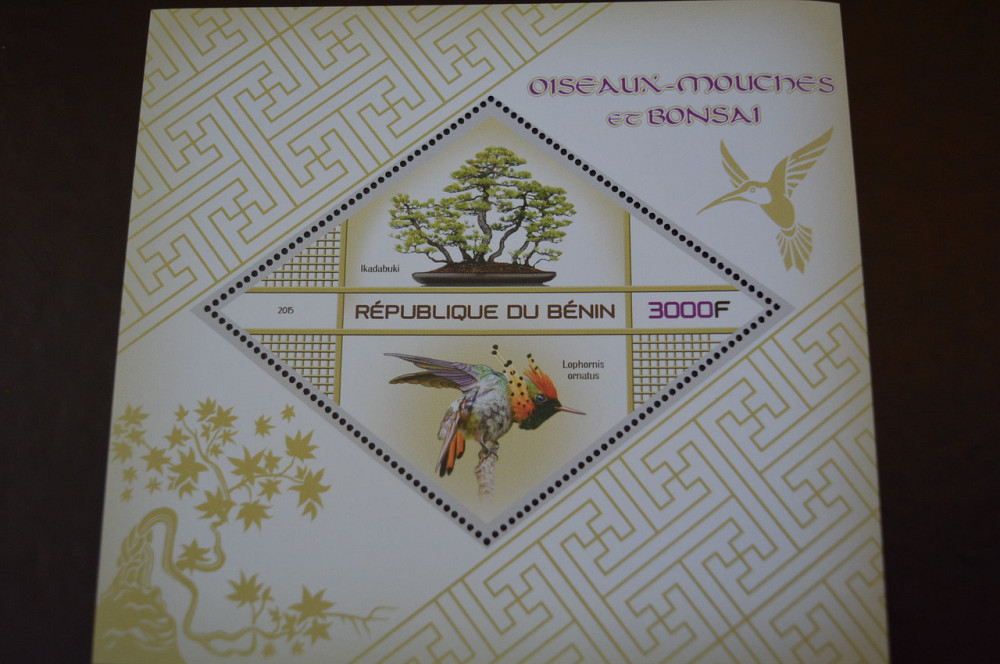 OISEAUX-MOUCHES
ET BONSAI
Ikadabuki
2015
RÉPUBLIQUE DU BÉNIN
3000F
Lophornis
ornatus